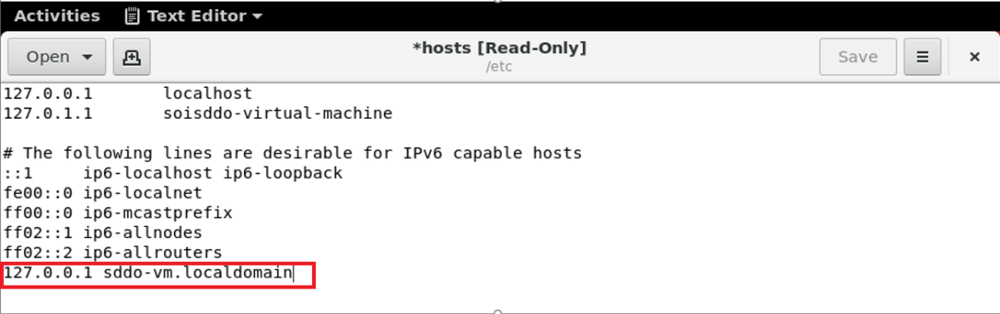 Activities Text Editor
Open *hosts [Read-Only] Save
/etc
127.0.0.1 localhost
127.0.1.1 soisddo-virtual-machine
# The following lines are desirable for IPv6 capable hosts
::1 ip6-localhost ip6-loopback
fe00::0 ip6-localnet
ff00::0 ip6-mcastprefix
ff02::1 ip6-allnodes
ff02::2 ip6-allrouters
127.0.0.1 sddo-vm.localdomain